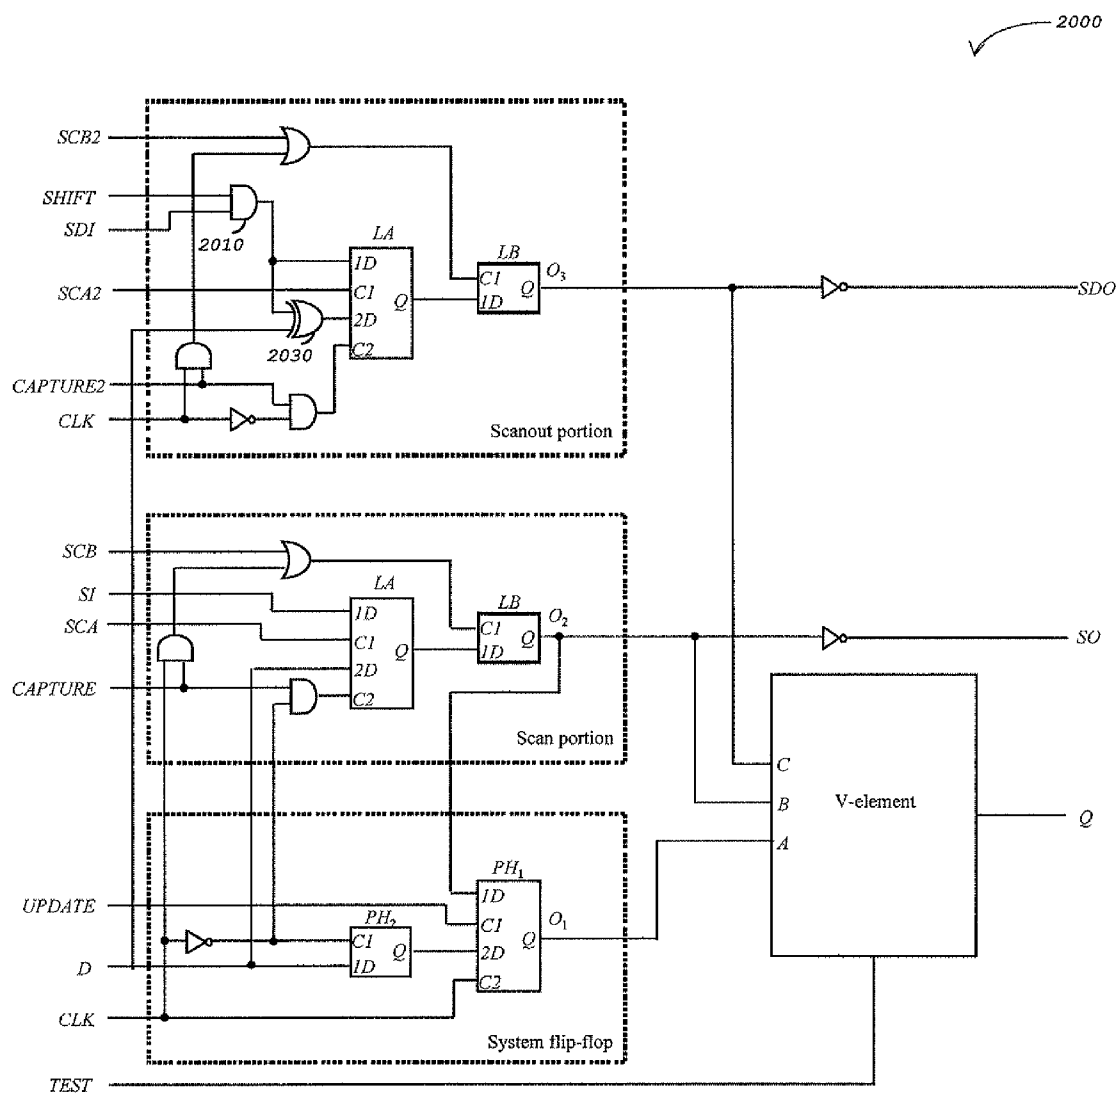 2000
SCB2
SHIFT
SDI
2010
LA
1D
SCA2
C1
Q
2D
2030
C2
LB
C1
Q
1D
O3
SDO
CAPTURE2
CLK
Scanout portion
SCB
SI
SCA
LA
1D
C1
Q
2D
C2
LB
C1
Q
1D
O2
SO
CAPTURE
Scan portion
C
B
A
V-element
Q
PH1
1D
C1
Q
2D
C2
O1
UPDATE
PH2
C1
Q
1D
D
CLK
System flip-flop
TEST